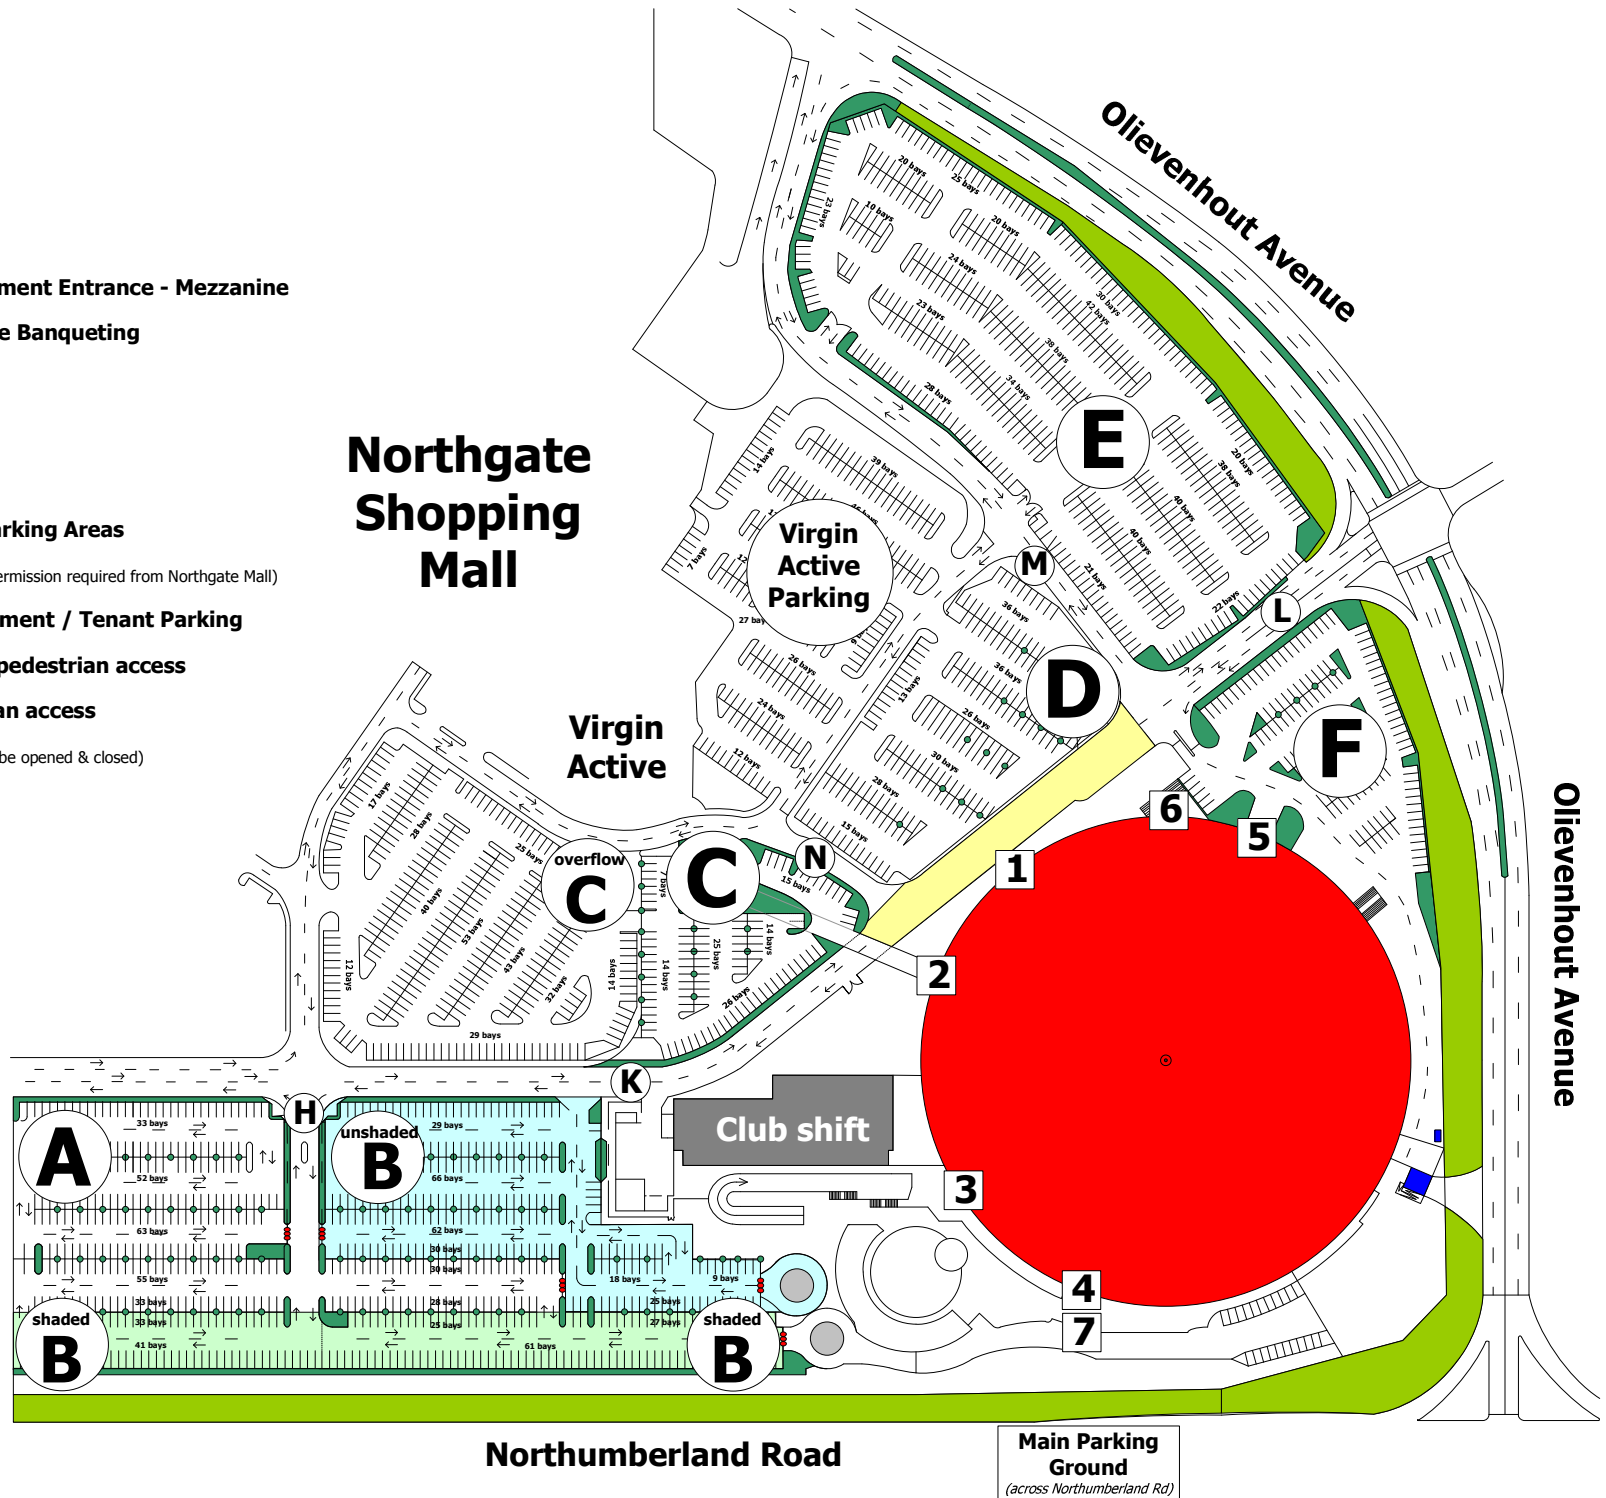 Olievenhout Avenue
ment Entrance - Mezzanine
e Banqueting
arking Areas
ermission required from Northgate Mall)
ment / Tenant Parking
pedestrian access
an access
be opened & closed)
Northgate
Shopping
Mall
Virgin
Active
Virgin
Active
Parking
20 bays
25 bays
23 bays
10 bays
20 bays
24 bays
30 bays
42 bays
23 bays
38 bays
34 bays
28 bays
E
20 bays
38 bays
40 bays
40 bays
21 bays
22 bays
14 bays
39 bays
7 bays
27 bay
26 bays
24 bays
12 bays
13 bays
M
L
36 bays
36 bays
26 bays
30 bays
28 bays
15 bays
D
F
Olievenhout Avenue
17 bays
28 bays
25 bays
40 bays
53 bays
43 bays
32 bays
12 bays
14 bays
29 bays
overflow
C
C
7 bays
15 bays
14 bays
25 bays
14 bays
26 bays
N
K
H
1
2
3
4
5
6
7
Club shift
A
33 bays
52 bays
63 bays
55 bays
33 bays
33 bays
41 bays
unshaded
B
29 bays
66 bays
62 bays
30 bays
30 bays
28 bays
25 bays
61 bays
18 bays
9 bays
25 bays
27 bays
shaded
B
shaded
B
Northumberland Road
Main Parking
Ground
(across Northumberland Rd)